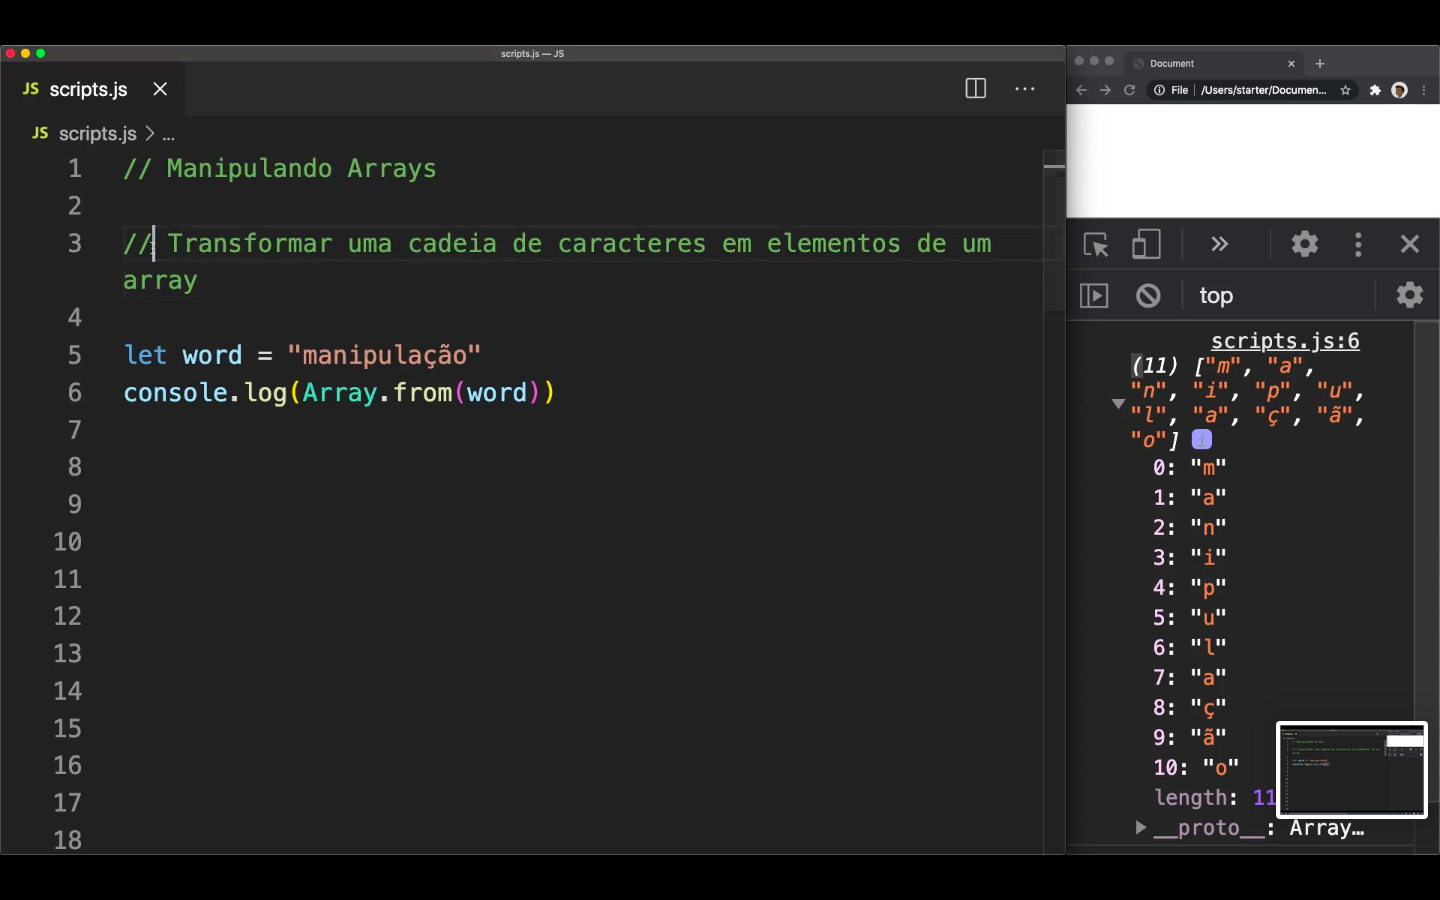 scripts.js — JS
JS scripts.js
JS scripts.js > ...
1 // Manipulando Arrays
2
3 // Transformar uma cadeia de caracteres em elementos de um
array
4
5 let word = "manipulação"
6 console.log(Array.from(word))
7
8
9
10
11
12
13
14
15
16
17
18
Document
File /Users/starter/Documen...
top
scripts.js:6
(11) ["m", "a",
"n", "i", "p", "u",
"l", "a", "ç", "ã",
"o"] i
0: "m"
1: "a"
2: "n"
3: "i"
4: "p"
5: "u"
6: "l"
7: "a"
8: "ç"
9: "ã"
10: "o"
length: 11
__proto__: Array…